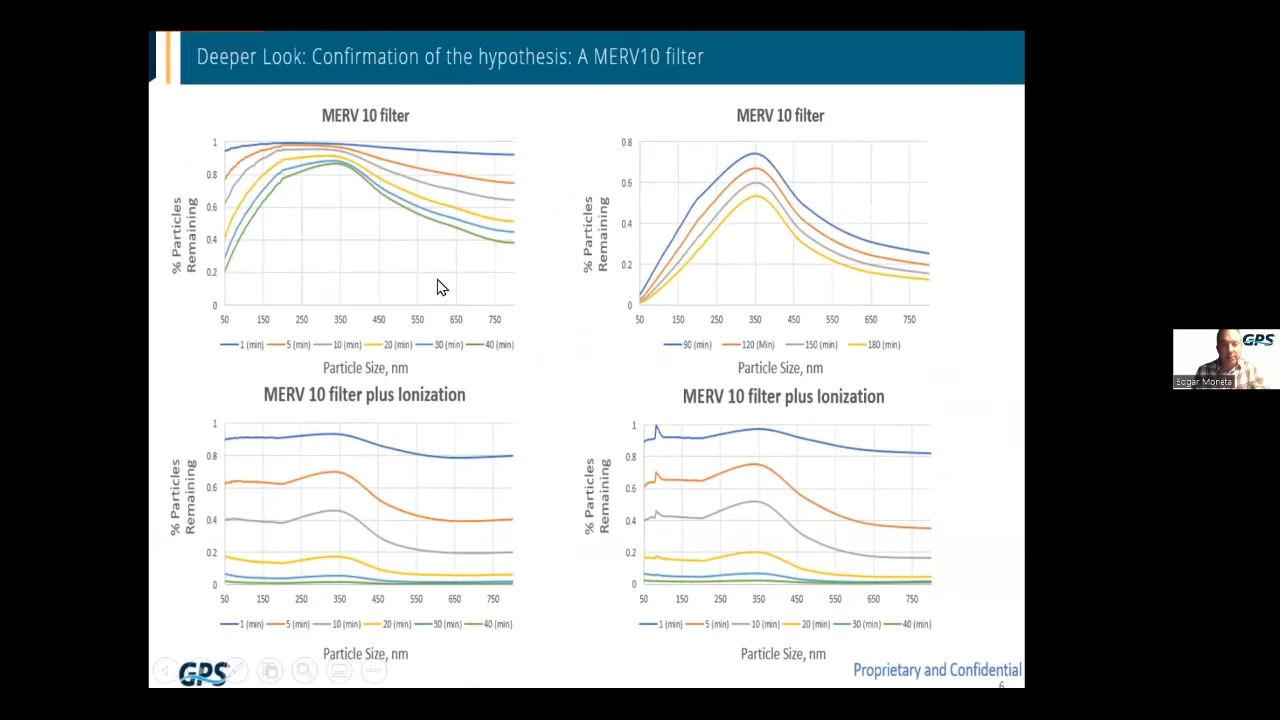 Deeper Look: Confirmation of the hypothesis: A MERV10 filter
MERV 10 filter
1
0.8
0.6
0.4
0.2
0
% Particles
Remaining
50 150 250 350 450 550 650 750
1 (min) 5 (min) 10 (min) 20 (min) 30 (min) 40 (min)
Particle Size, nm
MERV 10 filter
0.8
0.6
0.4
0.2
0
% Particles
Remaining
50 150 250 350 450 550 650 750
90 (min) 120 (Min) 150 (min) 180 (min)
Particle Size, nm
MERV 10 filter plus Ionization
1
0.8
0.6
0.4
0.2
0
% Particles
Remaining
50 150 250 350 450 550 650 750
1 (min) 5 (min) 10 (min) 20 (min) 30 (min) 40 (min)
Particle Size, nm
MERV 10 filter plus Ionization
1
0.8
0.6
0.4
0.2
0
% Particles
Remaining
50 150 250 350 450 550 650 750
1 (min) 5 (min) 10 (min) 20 (min) 30 (min) 40 (min)
Particle Size, nm
GPS
Proprietary and Confidential
6
GPS
Edgar Moneta